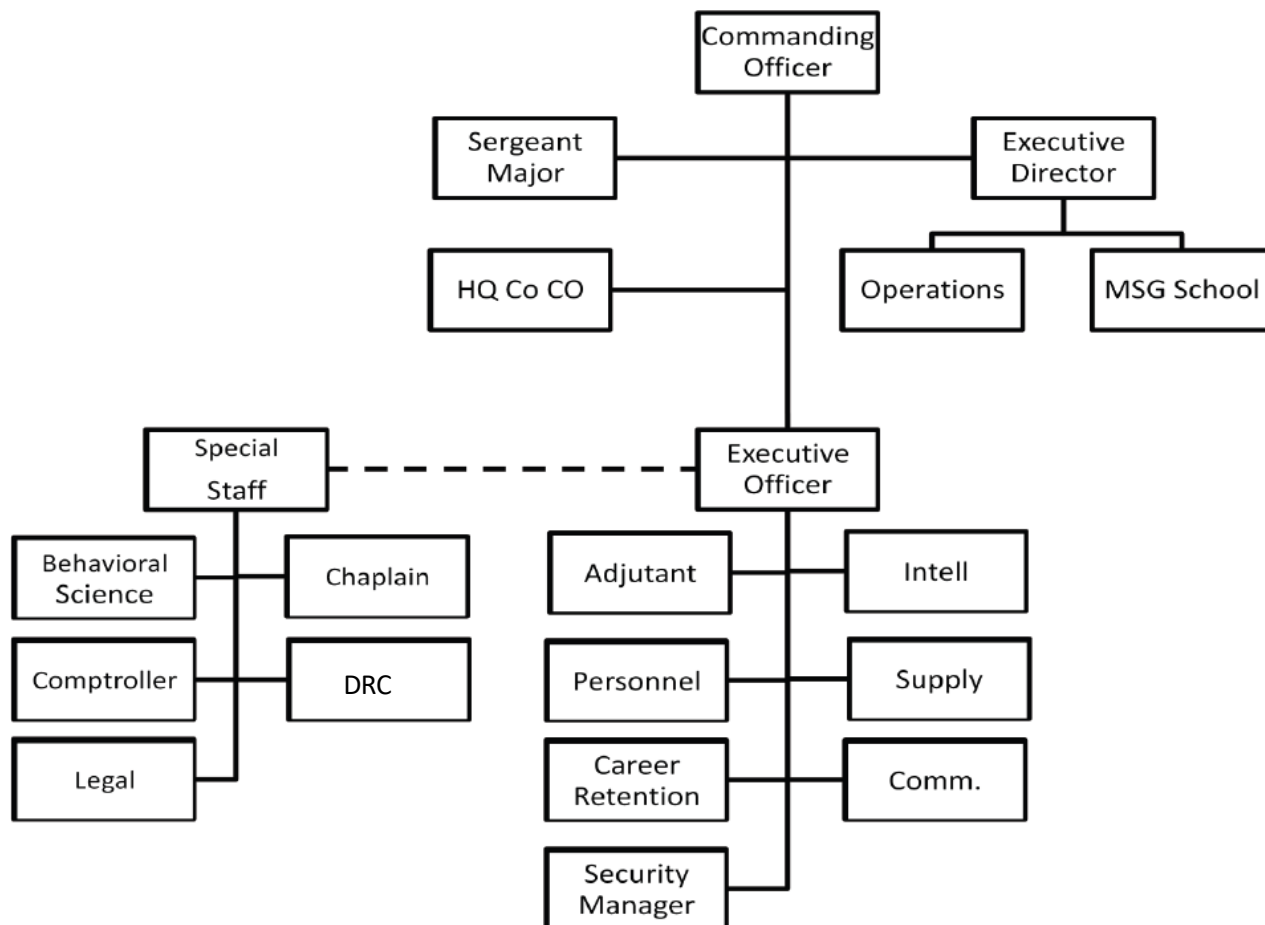 Commanding
Officer
Sergeant
Major
Executive
Director
HQ Co CO
Operations
MSG School
Special
Staff
Executive
Officer
Behavioral
Science
Chaplain
Adjutant
Intell
Comptroller
DRC
Personnel
Supply
Legal
Career
Retention
Comm.
Security
Manager